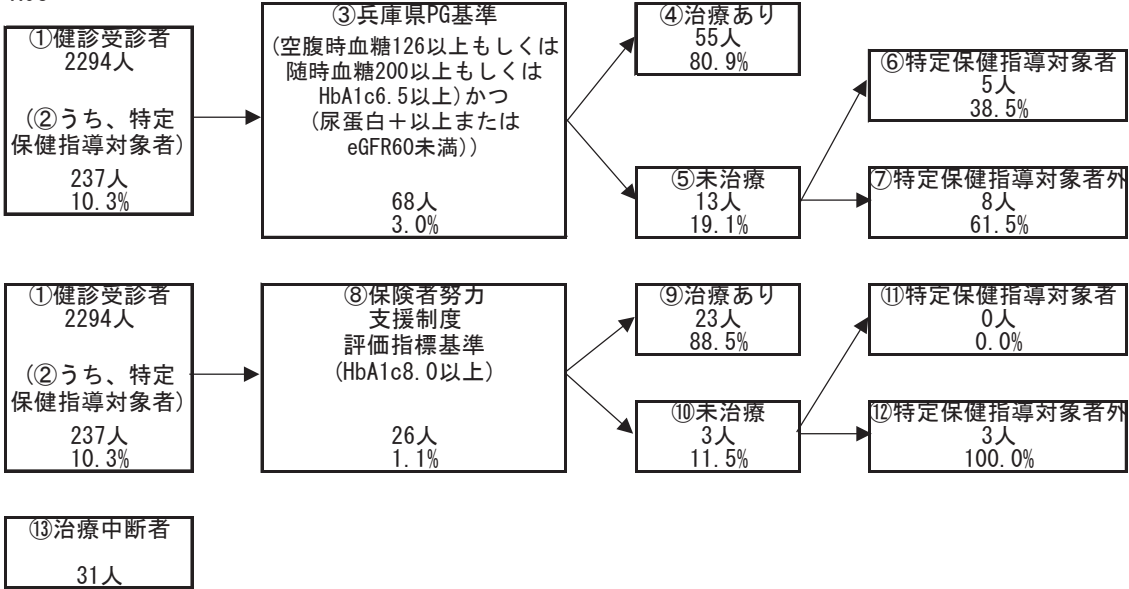 ③兵庫県PG基準
(空腹時血糖126以上もしくは
随時血糖200以上もしくは
HbA1c6.5以上)かつ
(尿蛋白+以上または
eGFR60未満))
68人
3.0%
①健診受診者
2294人
(②うち、特定
保健指導対象者)
237人
10.3%
④治療あり
55人
80.9%
⑤未治療
13人
19.1%
⑥特定保健指導対象者
5人
38.5%
⑦特定保健指導対象者外
8人
61.5%
①健診受診者
2294人
(②うち、特定
保健指導対象者)
237人
10.3%
⑧保険者努力
支援制度
評価指標基準
(HbA1c8.0以上)
26人
1.1%
⑨治療あり
23人
88.5%
⑩未治療
3人
11.5%
⑪特定保健指導対象者
0人
0.0%
⑫特定保健指導対象者外
3人
100.0%
⑬治療中断者
31人